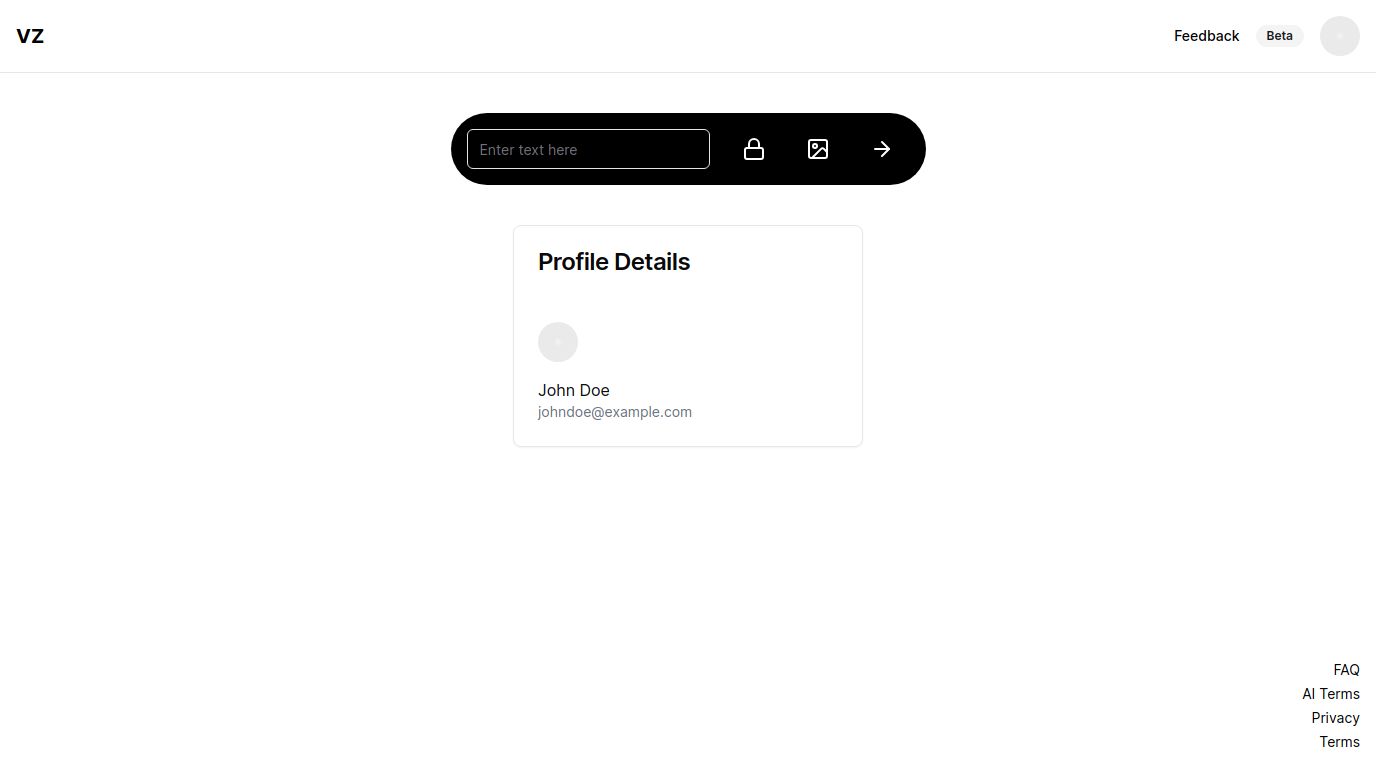 VZ
Feedback
Beta
Enter text here
Profile Details
John Doe
johndoe@example.com
FAQ
AI Terms
Privacy
Terms